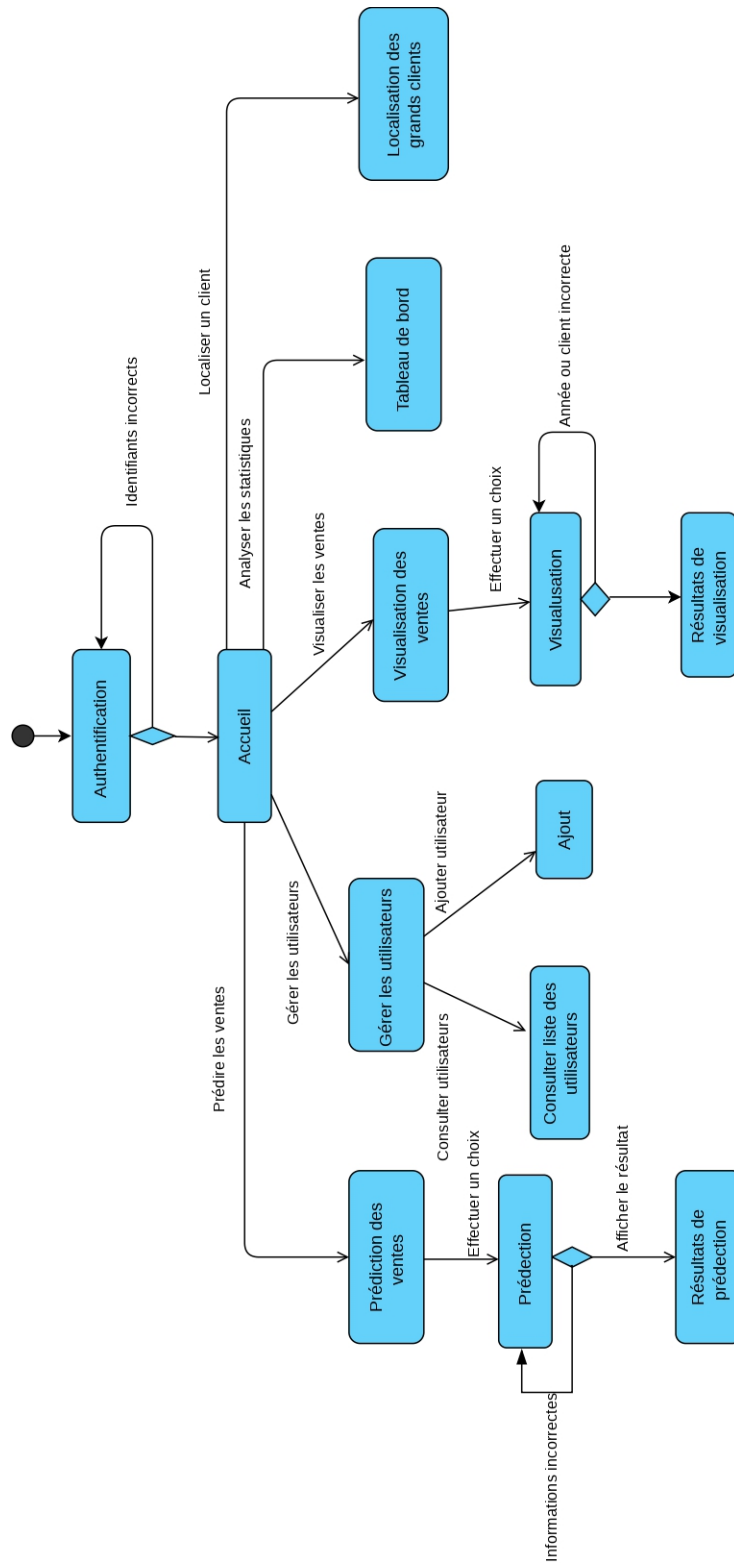 Authentification
Identifiants incorrects
Accueil
Prédire les ventes
Gérer les utilisateurs
Visualiser les ventes
Analyser les statistiques
Localiser un client
Prédiction des
ventes
Gérer les utilisateurs
Visualisation des
ventes
Tableau de bord
Localisation des
grands clients
Effectuer un choix
Consulter utilisateurs
Ajouter utilisateur
Effectuer un choix
Prédection
Informations incorrectes
Consulter liste des
utilisateurs
Ajout
Visualusation
Année ou client incorrecte
Afficher le résultat
Résultats de
prédection
Résultats de
visualisation